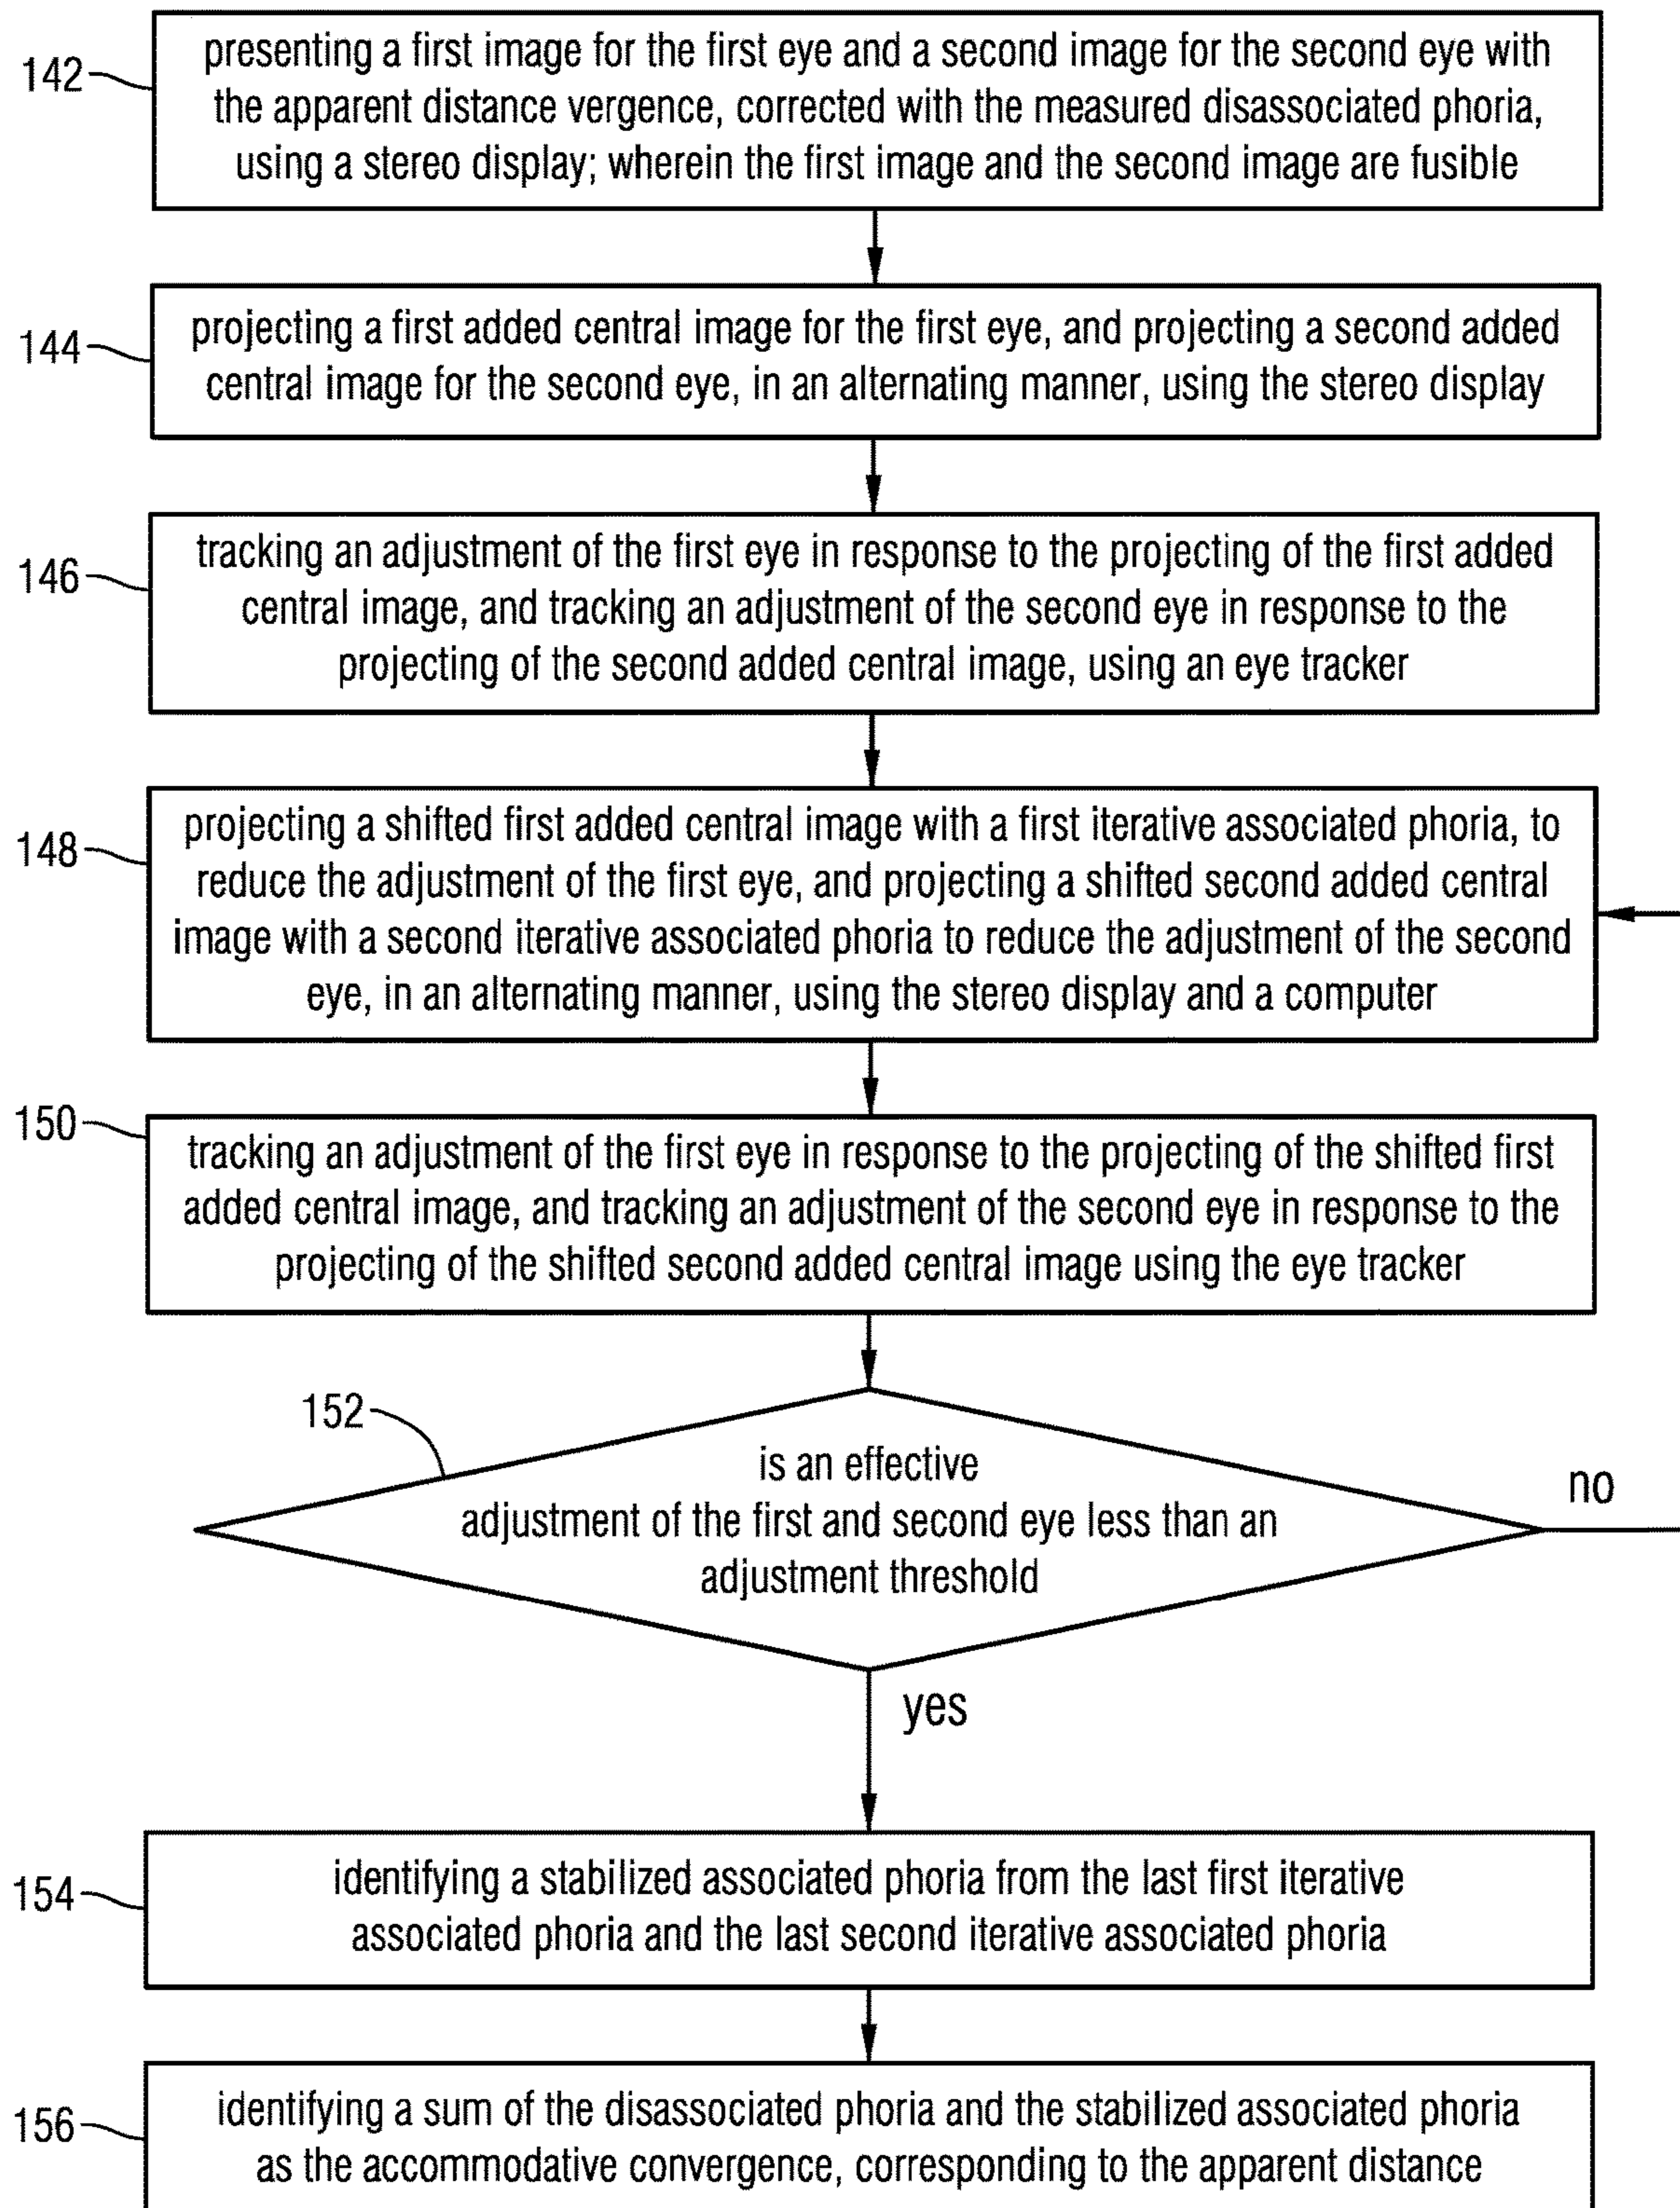 142
presenting a first image for the first eye and a second image for the second eye with
the apparent distance vergence, corrected with the measured disassociated phoria,
using a stereo display; wherein the first image and the second image are fusible
144
projecting a first added central image for the first eye, and projecting a second added
central image for the second eye, in an alternating manner, using the stereo display
146
tracking an adjustment of the first eye in response to the projecting of the first added
central image, and tracking an adjustment of the second eye in response to the
projecting of the second added central image, using an eye tracker
148
projecting a shifted first added central image with a first iterative associated phoria, to
reduce the adjustment of the first eye, and projecting a shifted second added central
image with a second iterative associated phoria to reduce the adjustment of the second
eye, in an alternating manner, using the stereo display and a computer
150
tracking an adjustment of the first eye in response to the projecting of the shifted first
added central image, and tracking an adjustment of the second eye in response to the
projecting of the shifted second added central image using the eye tracker
152
is an effective
adjustment of the first and second eye less than an
adjustment threshold
no
yes
154
identifying a stabilized associated phoria from the last first iterative
associated phoria and the last second iterative associated phoria
156
identifying a sum of the disassociated phoria and the stabilized associated phoria
as the accommodative convergence, corresponding to the apparent distance